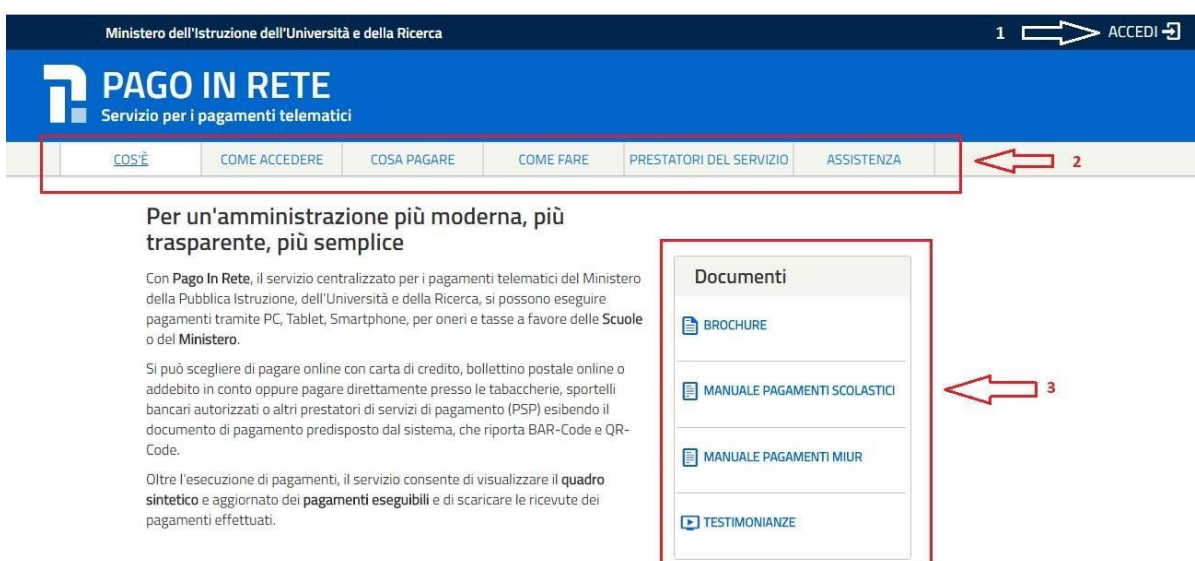 Ministero dell'Istruzione dell'Università e della Ricerca
1
ACCEDI
PAGO IN RETE
Servizio per i pagamenti telematici
COS'È
COME ACCEDERE
COSA PAGARE
COME FARE
PRESTATORI DEL SERVIZIO
ASSISTENZA
2
Per un'amministrazione più moderna, più
trasparente, più semplice
Con Pago In Rete, il servizio centralizzato per i pagamenti telematici del Ministero
della Pubblica Istruzione, dell'Università e della Ricerca, si possono eseguire
pagamenti tramite PC, Tablet, Smartphone, per oneri e tasse a favore delle Scuole
o del Ministero.
Si può scegliere di pagare online con carta di credito, bollettino postale online o
addebito in conto oppure pagare direttamente presso le tabaccherie, sportelli
bancari autorizzati o altri prestatori di servizi di pagamento (PSP) esibendo il
documento di pagamento predisposto dal sistema, che riporta BAR-Code e QR-
Code.
Oltre l'esecuzione di pagamenti, il servizio consente di visualizzare il quadro
sintetico e aggiornato dei pagamenti eseguibili e di scaricare le ricevute dei
pagamenti effettuati.
Documenti
BROCHURE
MANUALE PAGAMENTI SCOLASTICI
3
MANUALE PAGAMENTI MIUR
TESTIMONIANZE